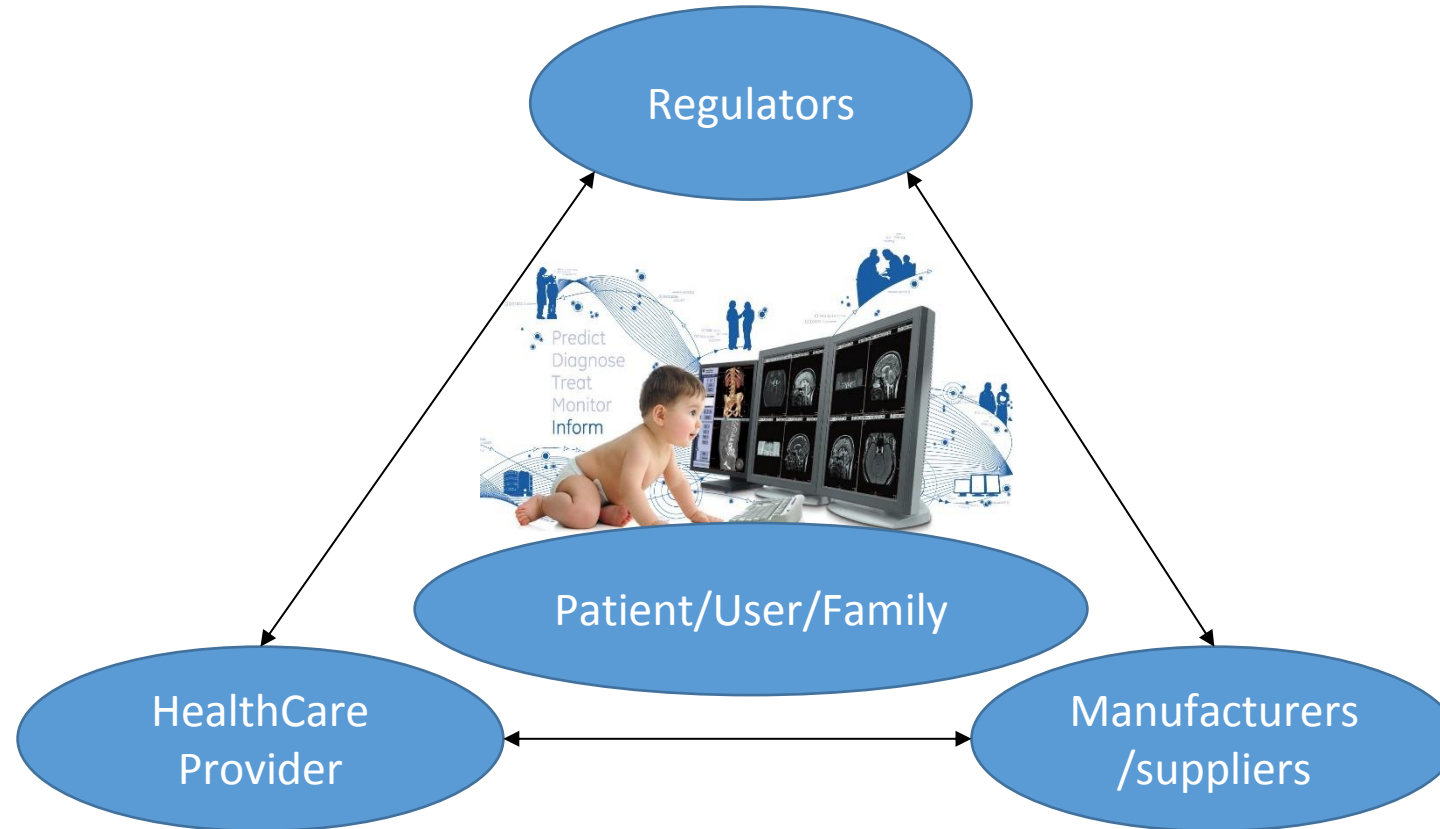 Regulators
Predict
Diagnose
Treat
Monitor
Inform
Patient/User/Family
HealthCare
Provider
Manufacturers
/suppliers